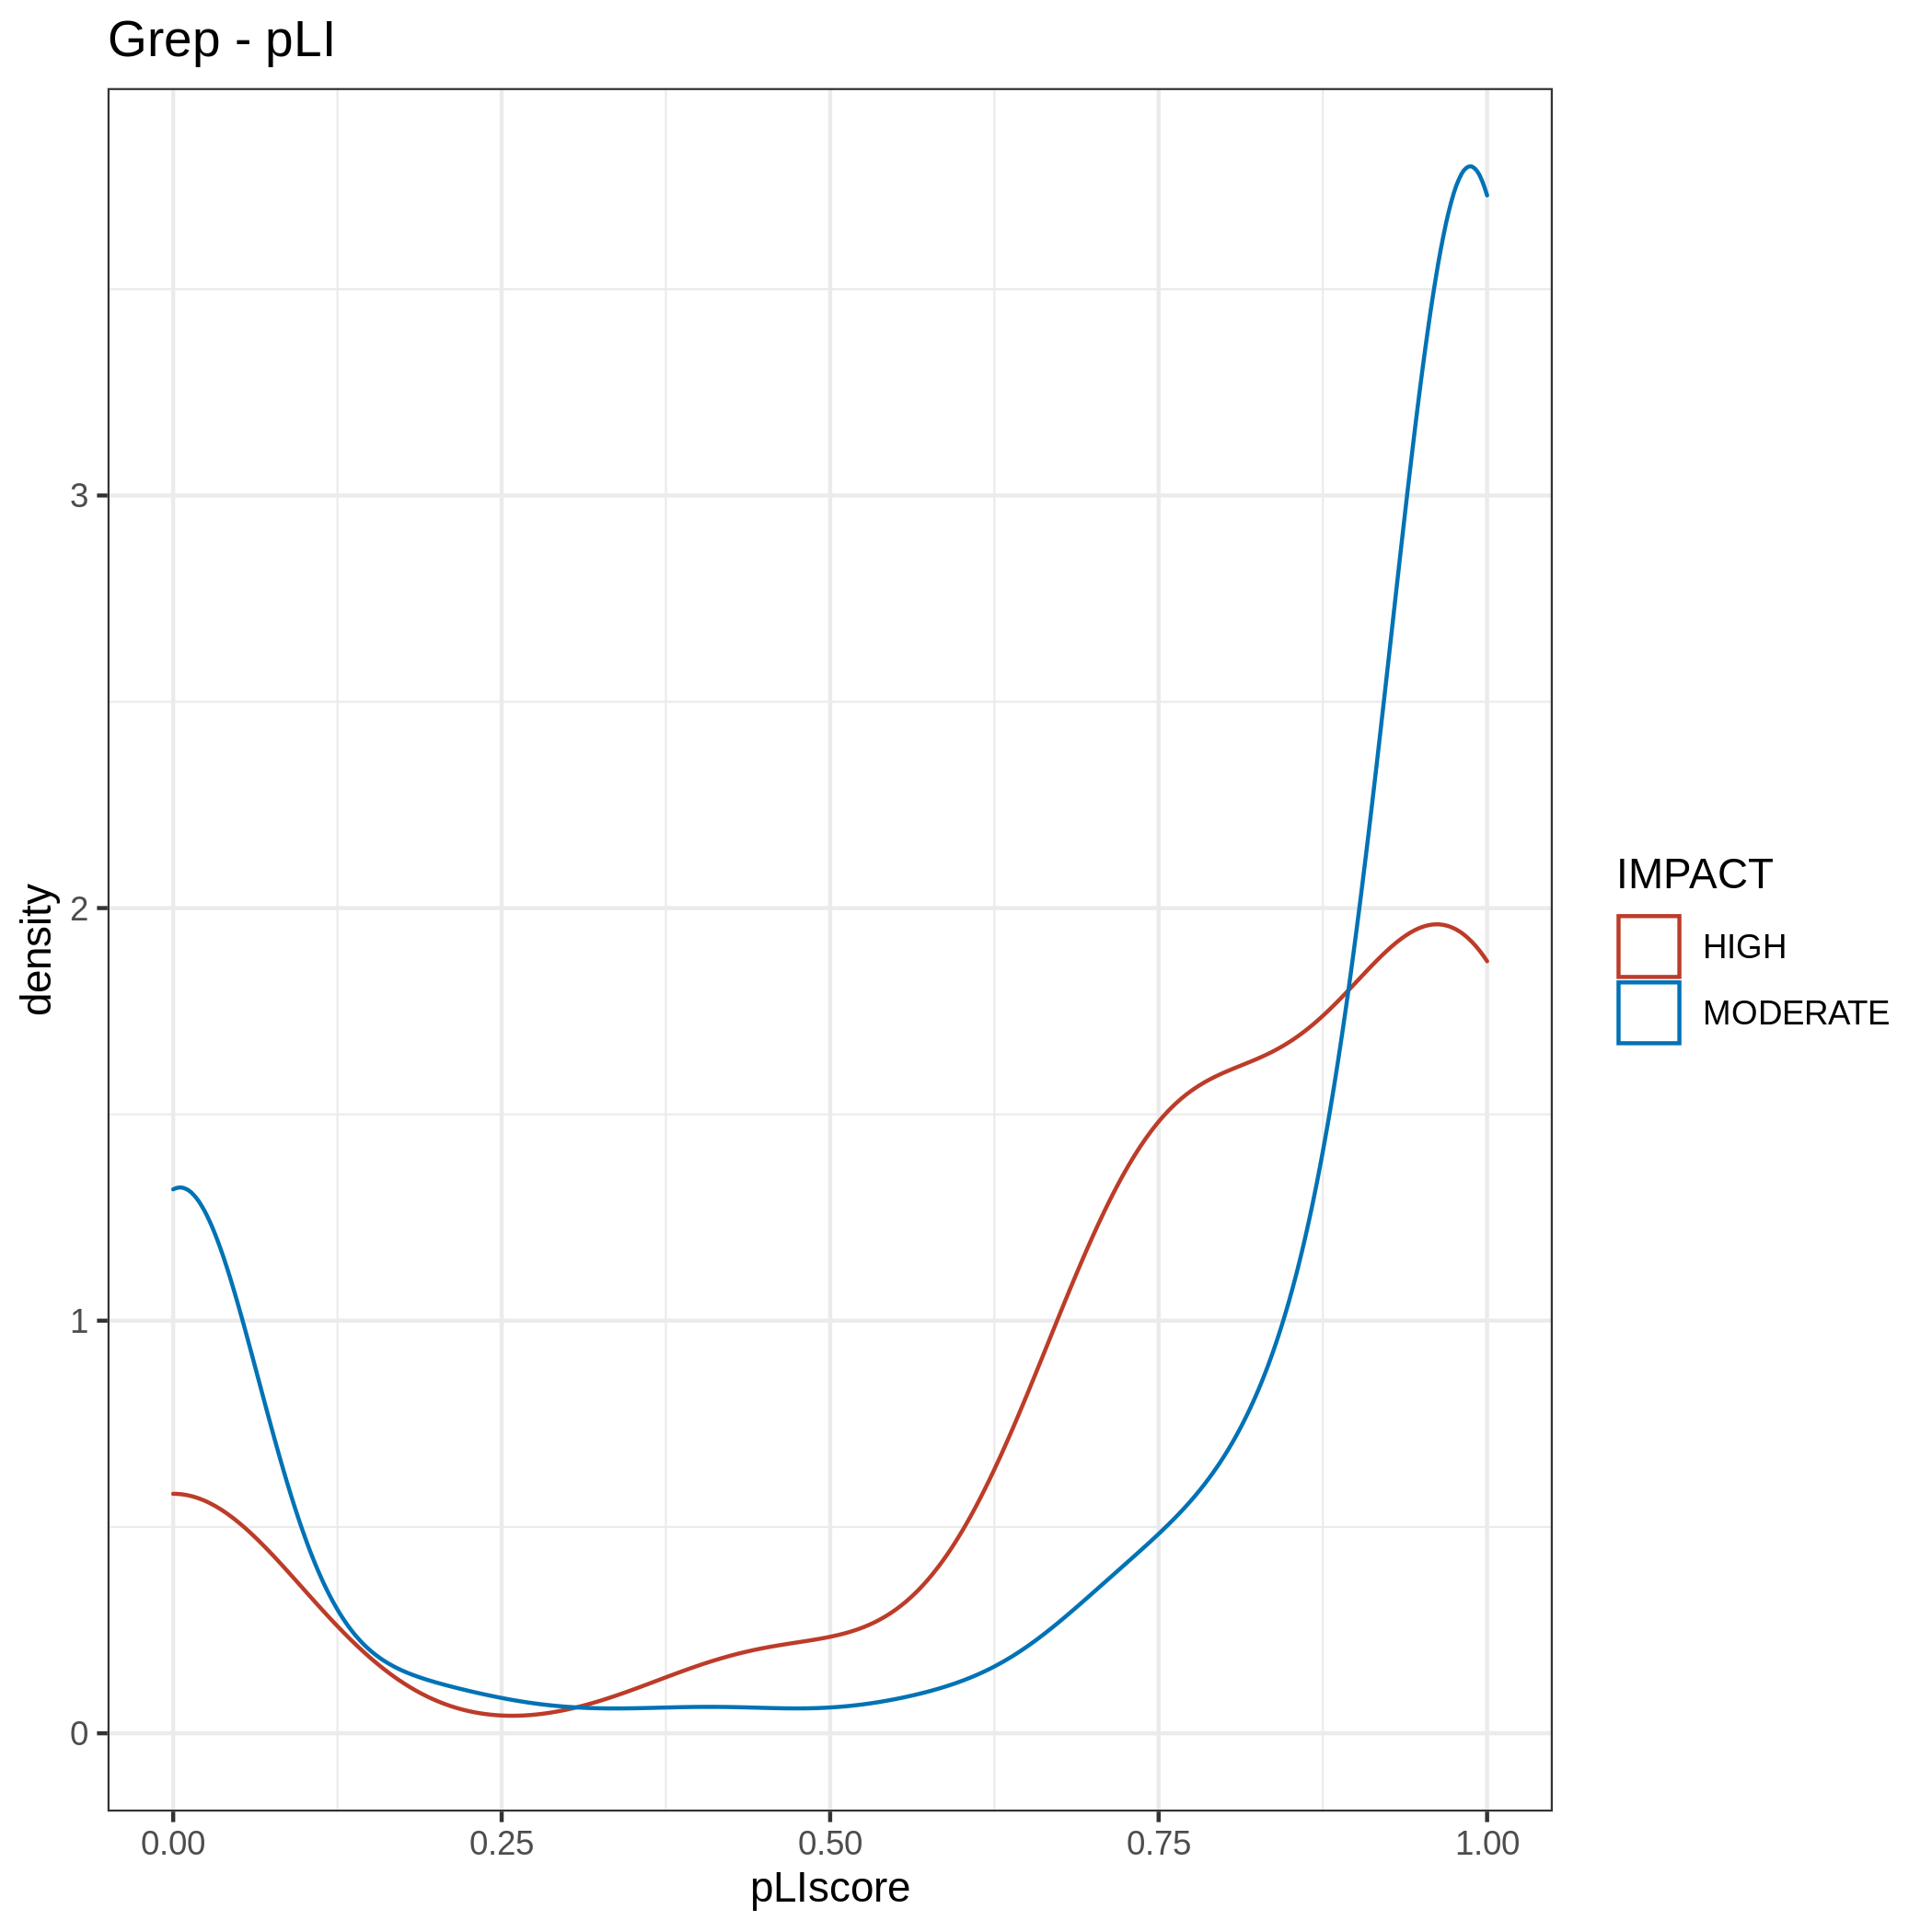 Grep - pLI
density
3
2
1
0
0.00 0.25 0.50 0.75 1.00
pLIscore
IMPACT
HIGH
MODERATE